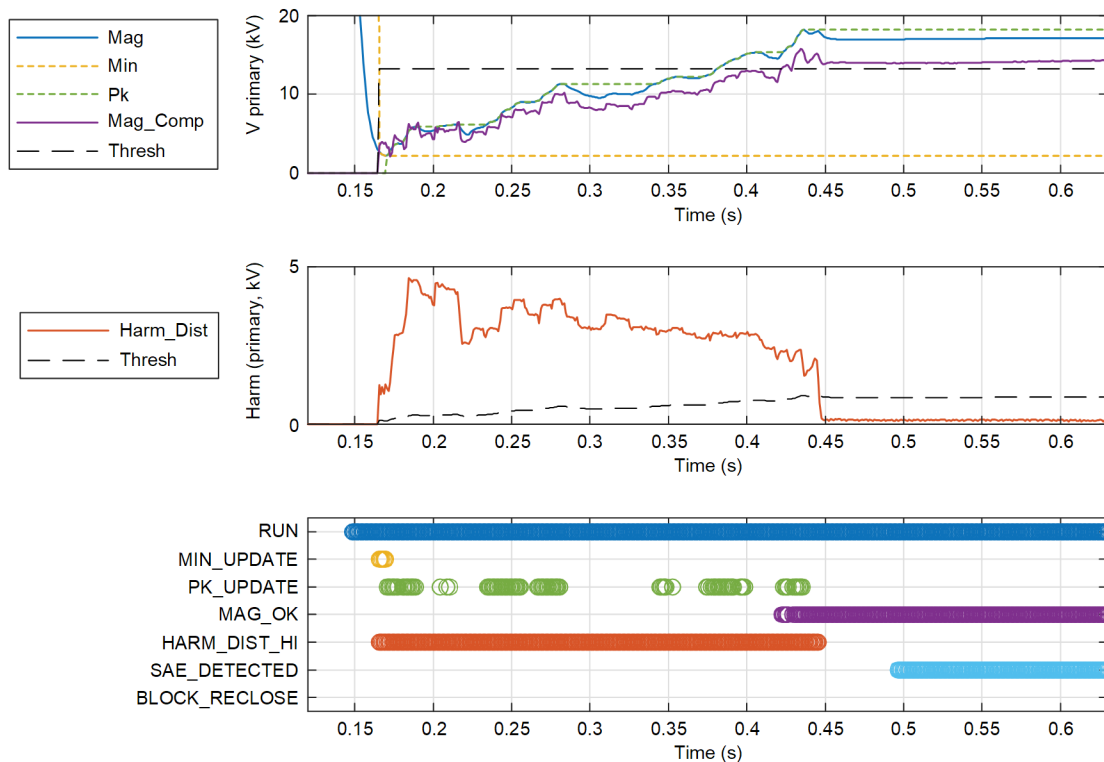 Mag
Min
Pk
Mag_Comp
Thresh
V primary (kV)
20
10
0
0.15 0.2 0.25 0.3 0.35 0.4 0.45 0.5 0.55 0.6
Time (s)
Harm_Dist
Thresh
Harm (primary, kV)
5
0
0.15 0.2 0.25 0.3 0.35 0.4 0.45 0.5 0.55 0.6
Time (s)
RUN
MIN_UPDATE
PK_UPDATE
MAG_OK
HARM_DIST_HI
SAE_DETECTED
BLOCK_RECLOSE
0.15 0.2 0.25 0.3 0.35 0.4 0.45 0.5 0.55 0.6
Time (s)